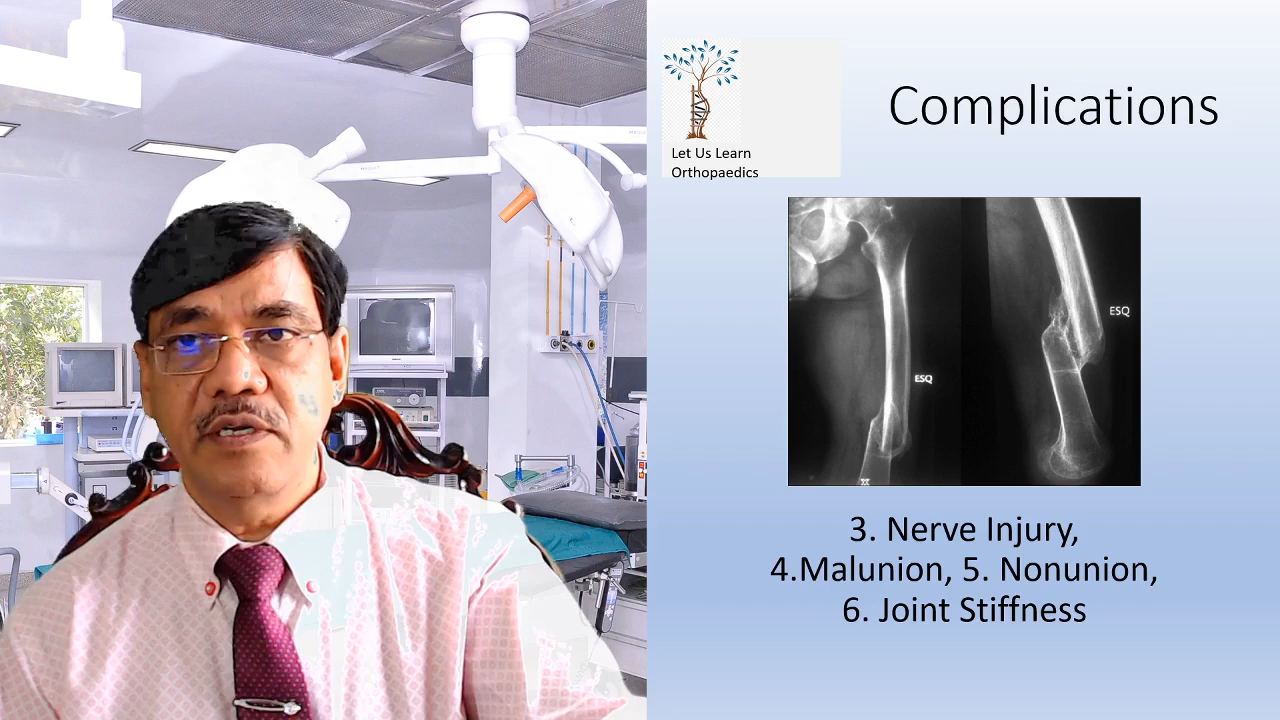 Let Us Learn
Orthopaedics
Complications
ESQ
ESQ
3. Nerve Injury,
4.Malunion, 5. Nonunion,
6. Joint Stiffness